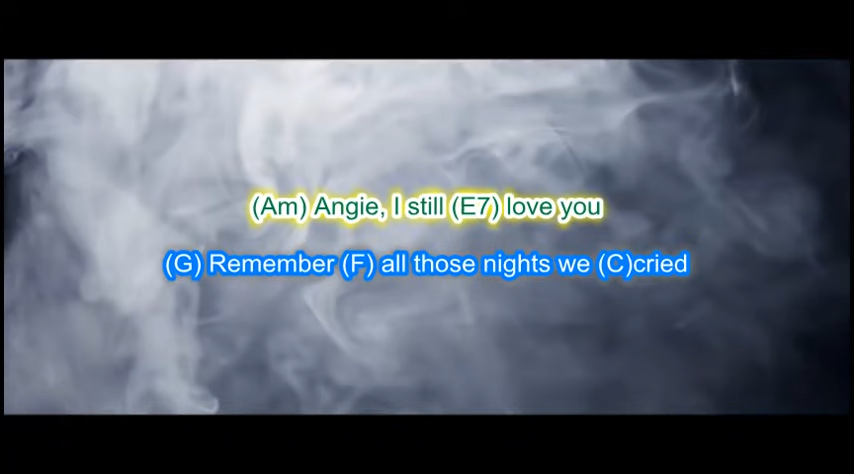 (Am) Angie, I still (E7) love you
(G) Remember (F) all those nights we (C)cried